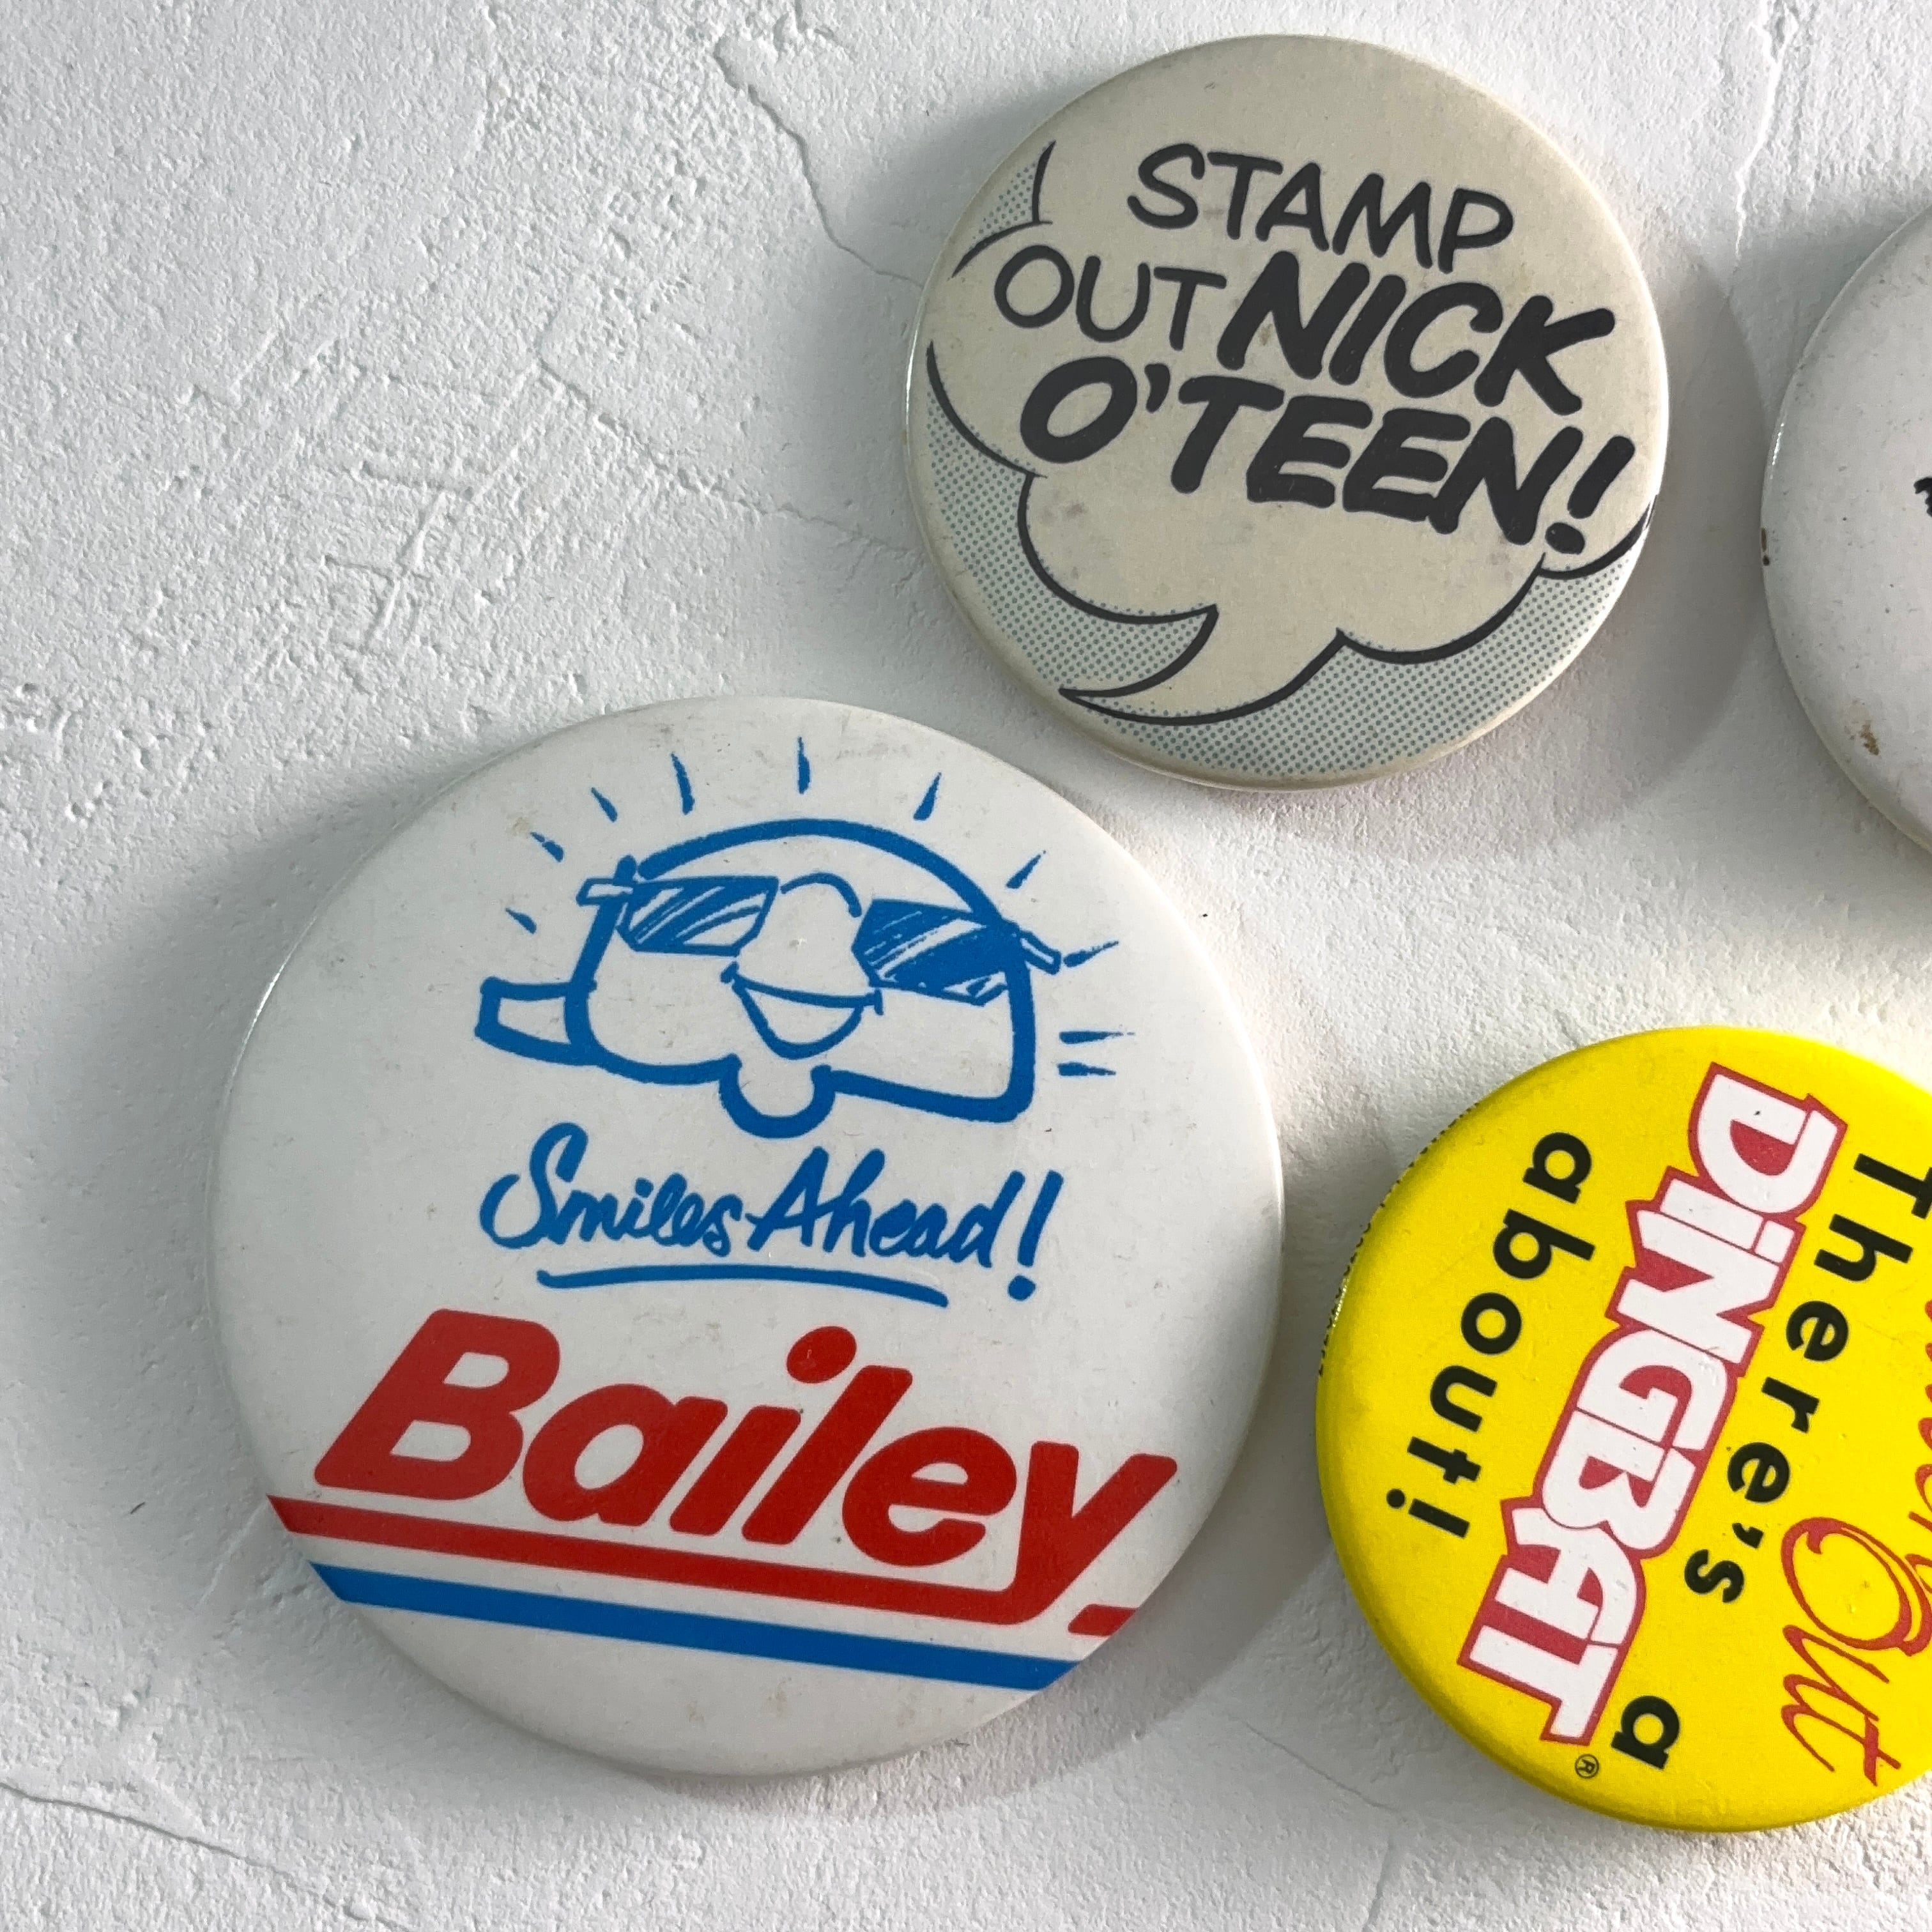 STAMP
OUT NICK
O'TEEN!
Smiles Ahead!
Bailey
Out
There's a
DINGBAT®
about!